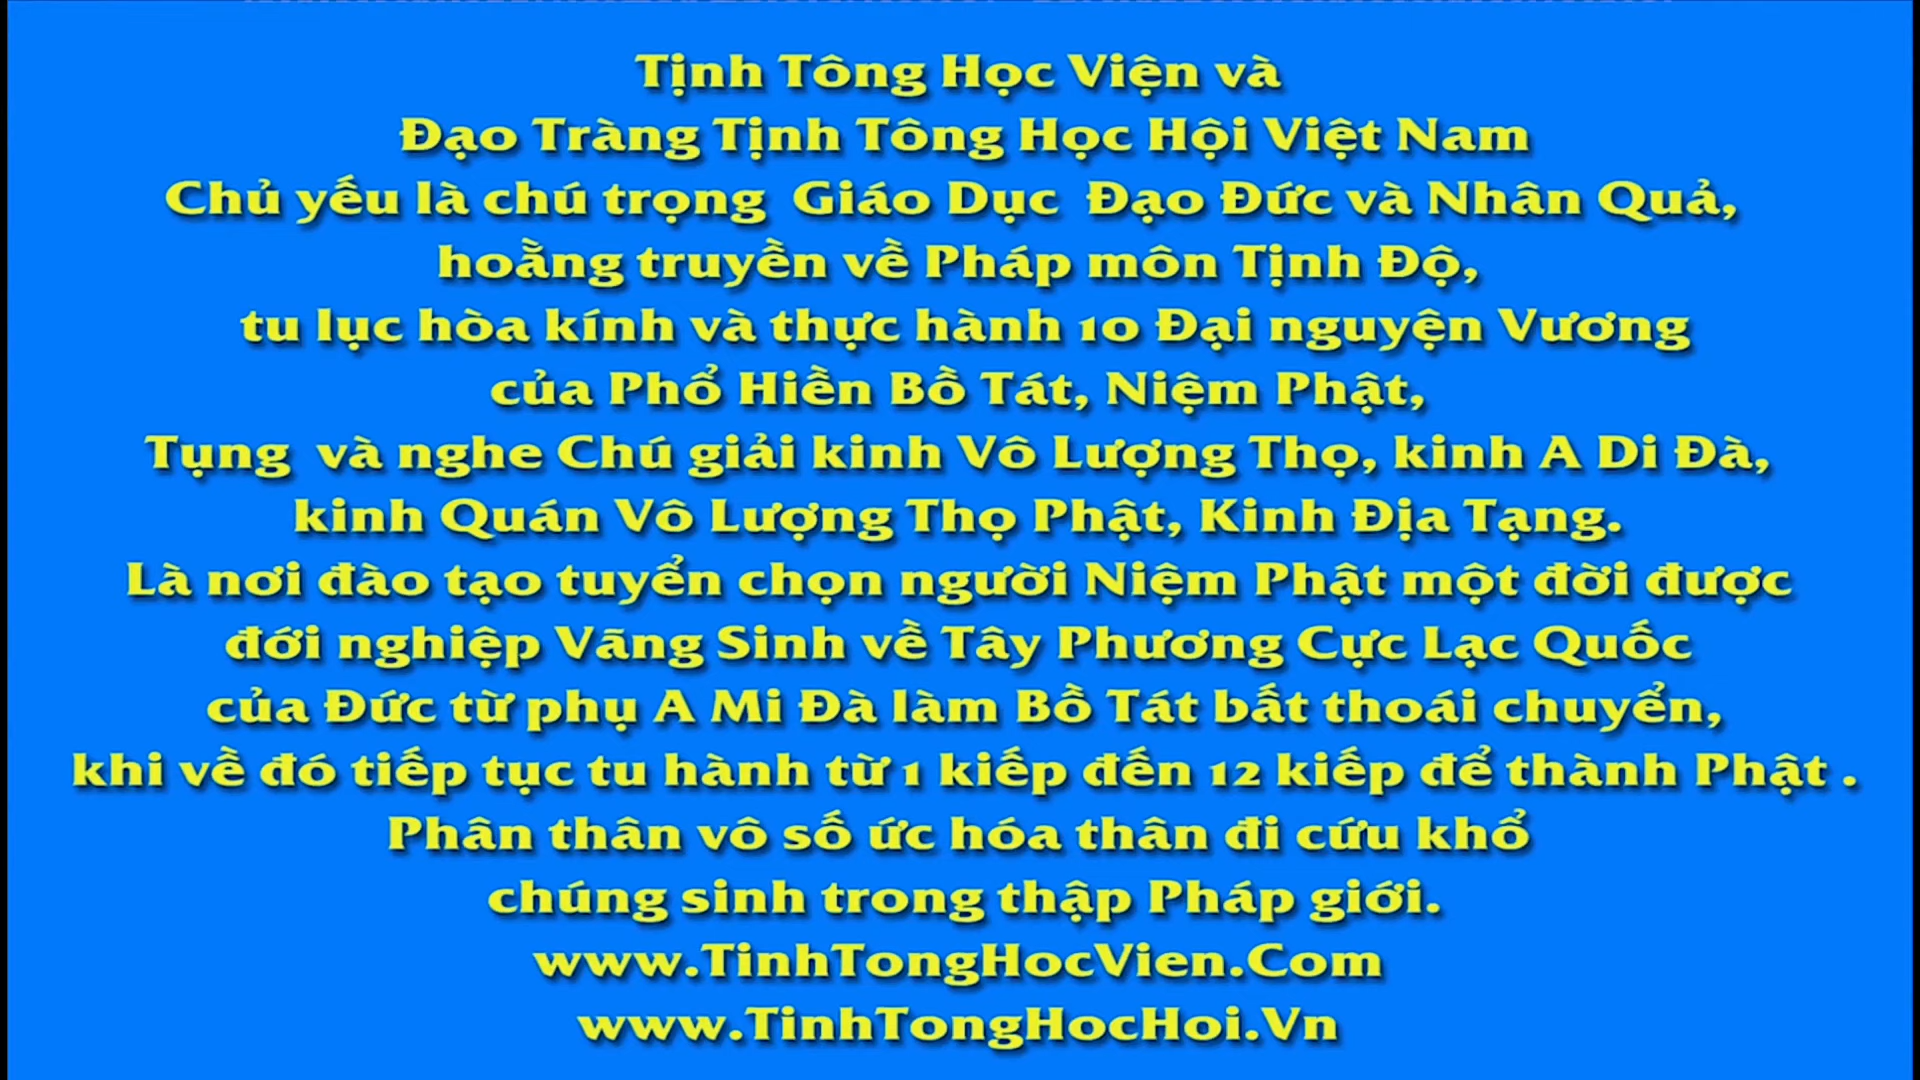 Tịnh Tông Học Viện và
Đạo Tràng Tịnh Tông Học Hội Việt Nam
Chủ yếu là chú trọng Giáo Dục Đạo Đức và Nhân Quả,
hoằng truyền về Pháp môn Tịnh Độ,
tu lục hòa kính và thực hành 10 Đại nguyện Vương
của Phổ Hiền Bồ Tát, Niệm Phật,
Tụng và nghe Chú giải kinh Vô Lượng Thọ, kinh A Di Đà,
kinh Quán Vô Lượng Thọ Phật, Kinh Địa Tạng.
Là nơi đào tạo tuyển chọn người Niệm Phật một đời được
đới nghiệp Vãng Sinh về Tây Phương Cực Lạc Quốc
của Đức từ phụ A Mi Đà làm Bồ Tát bất thoái chuyển,
khi về đó tiếp tục tu hành từ 1 kiếp đến 12 kiếp để thành Phật .
Phân thân vô số ức hóa thân đi cứu khổ
chúng sinh trong thập Pháp giới.
www.TinhTongHocVien.Com
www.TinhTongHocHoi.Vn